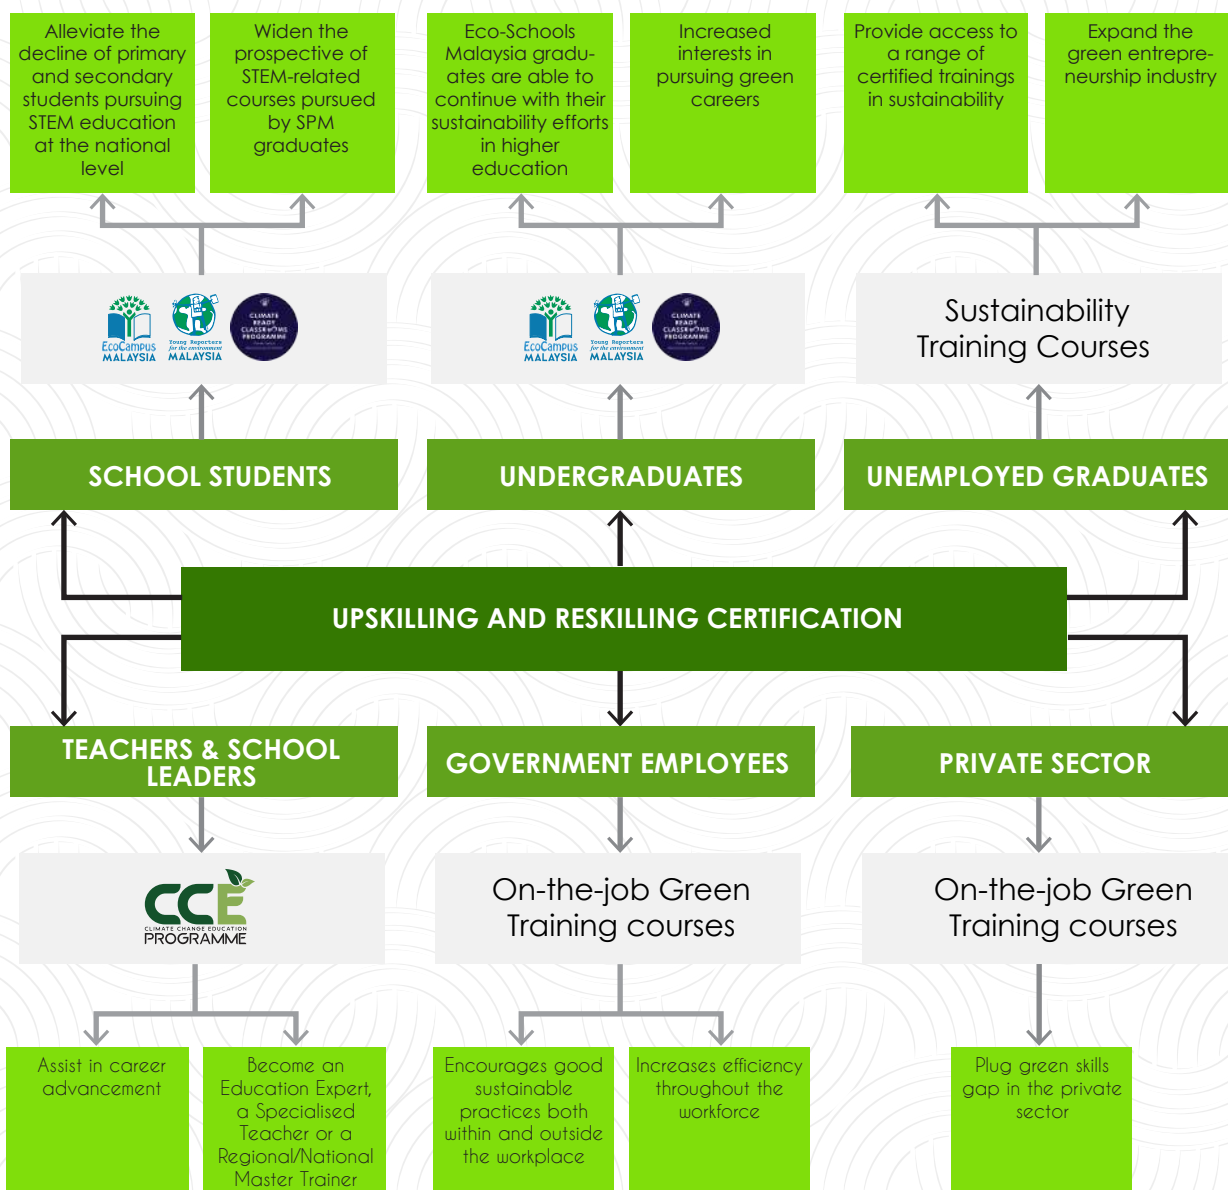 Alleviate the
decline of primary
and secondary
students pursuing
STEM education
at the national
level
Widen the
prospective of
STEM-related
courses pursued
by SPM
graduates
Eco-Schools
Malaysia gradu-
ates are able to
continue with their
sustainability efforts
in higher
education
Increased
interests in
pursuing green
careers
Provide access to
a range of
certified trainings
in sustainability
Expand the
green entrepre-
neurship industry
EcoCampus
MALAYSIA
Young Reporters
for the environment
MALAYSIA
CLIMATE
READY
CLASSROOMS
PROGRAMME
EcoCampus
MALAYSIA
Young Reporters
for the environment
MALAYSIA
CLIMATE
READY
CLASSROOMS
PROGRAMME
Sustainability
Training Courses
SCHOOL STUDENTS
UNDERGRADUATES
UNEMPLOYED GRADUATES
UPSKILLING AND RESKILLING CERTIFICATION
TEACHERS & SCHOOL
LEADERS
GOVERNMENT EMPLOYEES
PRIVATE SECTOR
CCE
CLIMATE CHANGE EDUCATION
PROGRAMME
On-the-job Green
Training courses
On-the-job Green
Training courses
Assist in career
advancement
Become an
Education Expert,
a Specialised
Teacher or a
Regional/National
Master Trainer
Encourages good
sustainable
practices both
within and outside
the workplace
Increases efficiency
throughout the
workforce
Plug green skills
gap in the private
sector